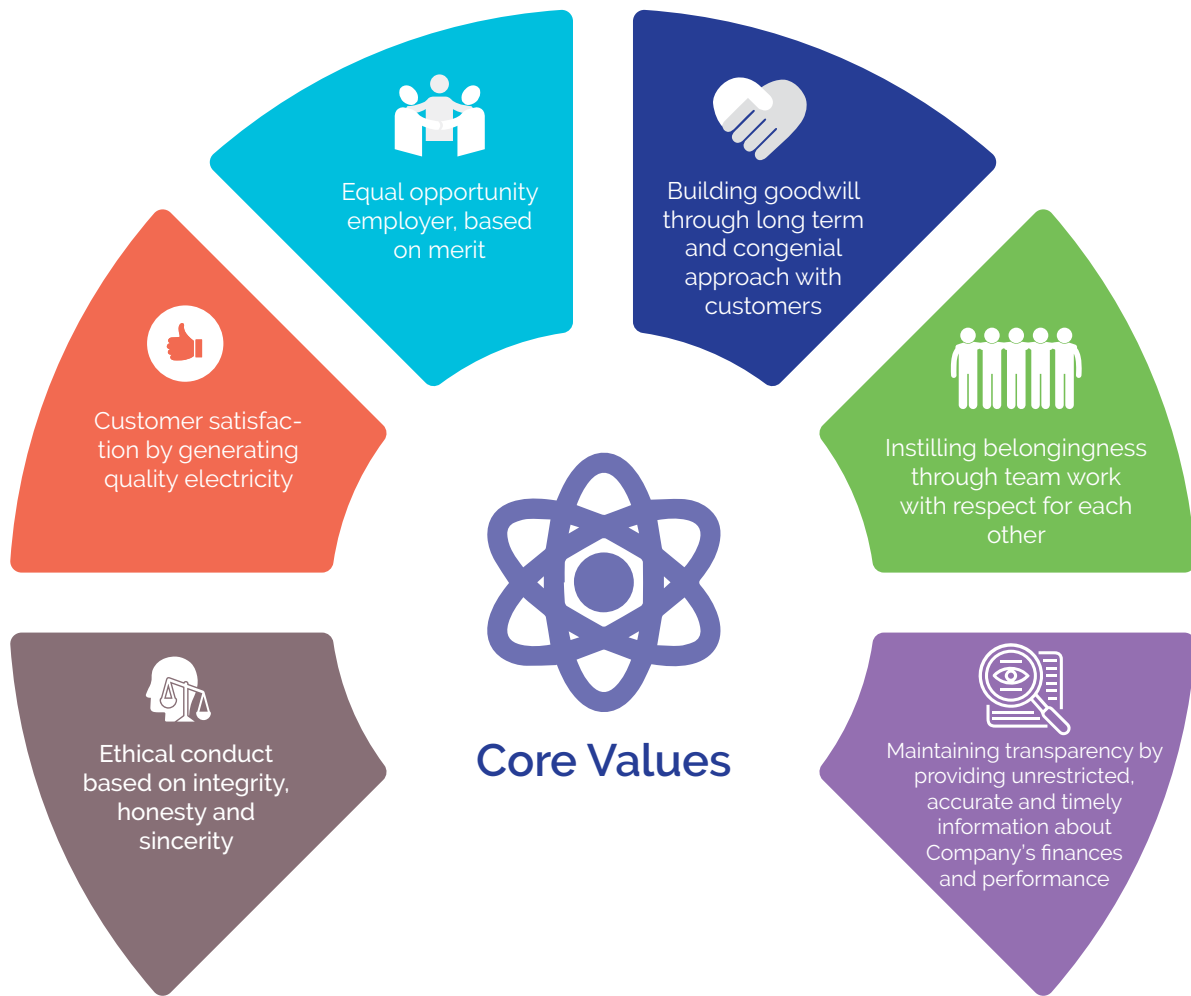 Equal opportunity
employer, based
on merit
Building goodwill
through long term
and congenial
approach with
customers
Customer satisfac-
tion by generating
quality electricity
Instilling belongingness
through team work
with respect for each
other
Ethical conduct
based on integrity,
honesty and
sincerity
Core Values
Maintaining transparency by
providing unrestricted,
accurate and timely
information about
Company's finances
and performance